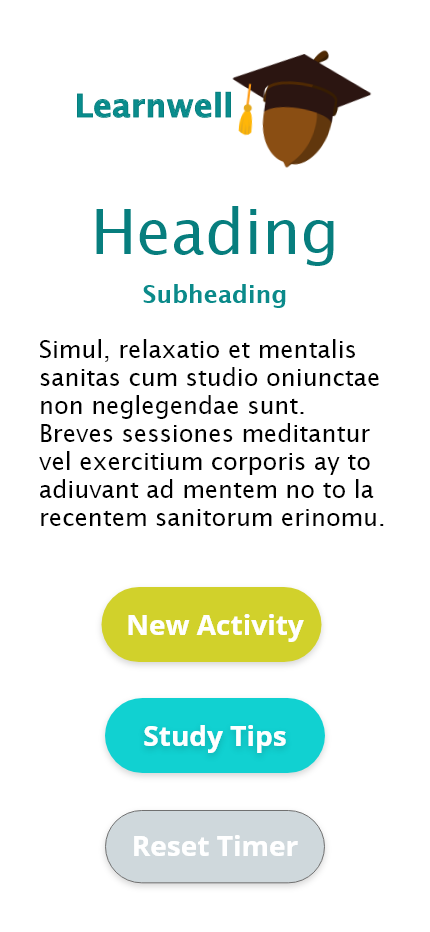 Learnwell
Heading
Subheading
Simul, relaxatio et mentalis
sanitas cum studio oniunctae
non neglegendae sunt.
Breves sessiones meditantur
vel exercitium corporis ay to
adiuvant ad mentem no to la
recentem sanitorum erinomu.
New Activity
Study Tips
Reset Timer